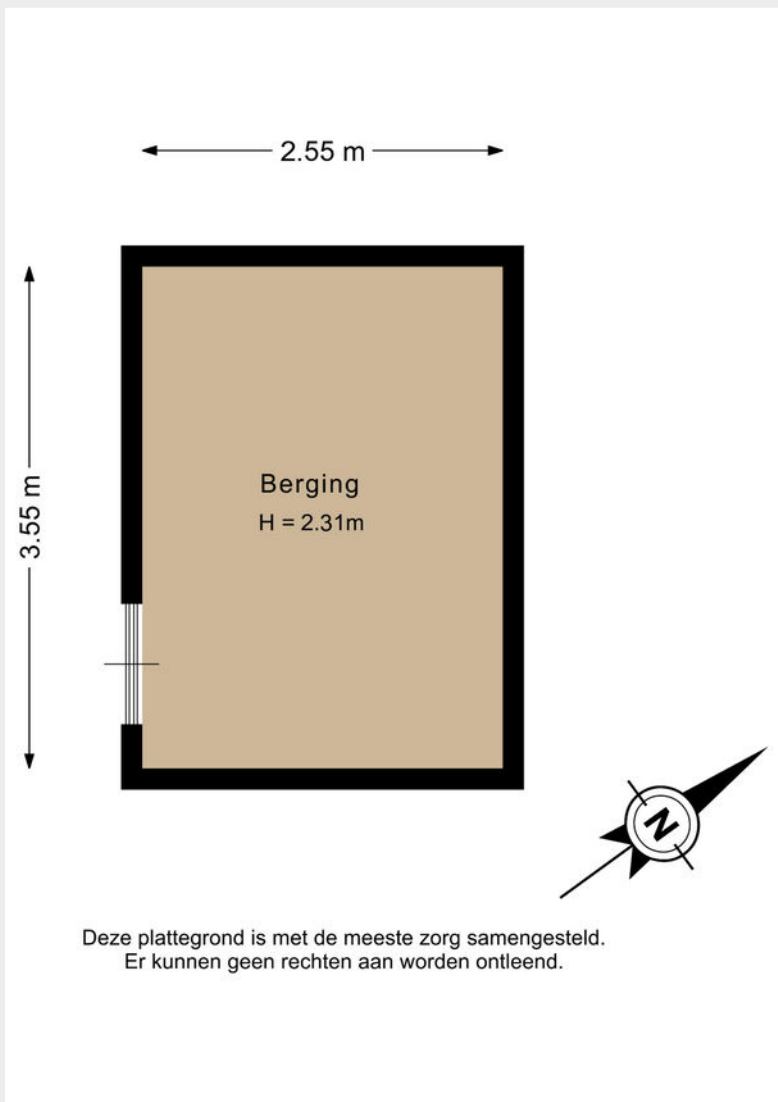 2.55 m
3.55 m
Berging
H = 2.31m
N
Deze plattegrond is met de meeste zorg samengesteld.
Er kunnen geen rechten aan worden ontleend.